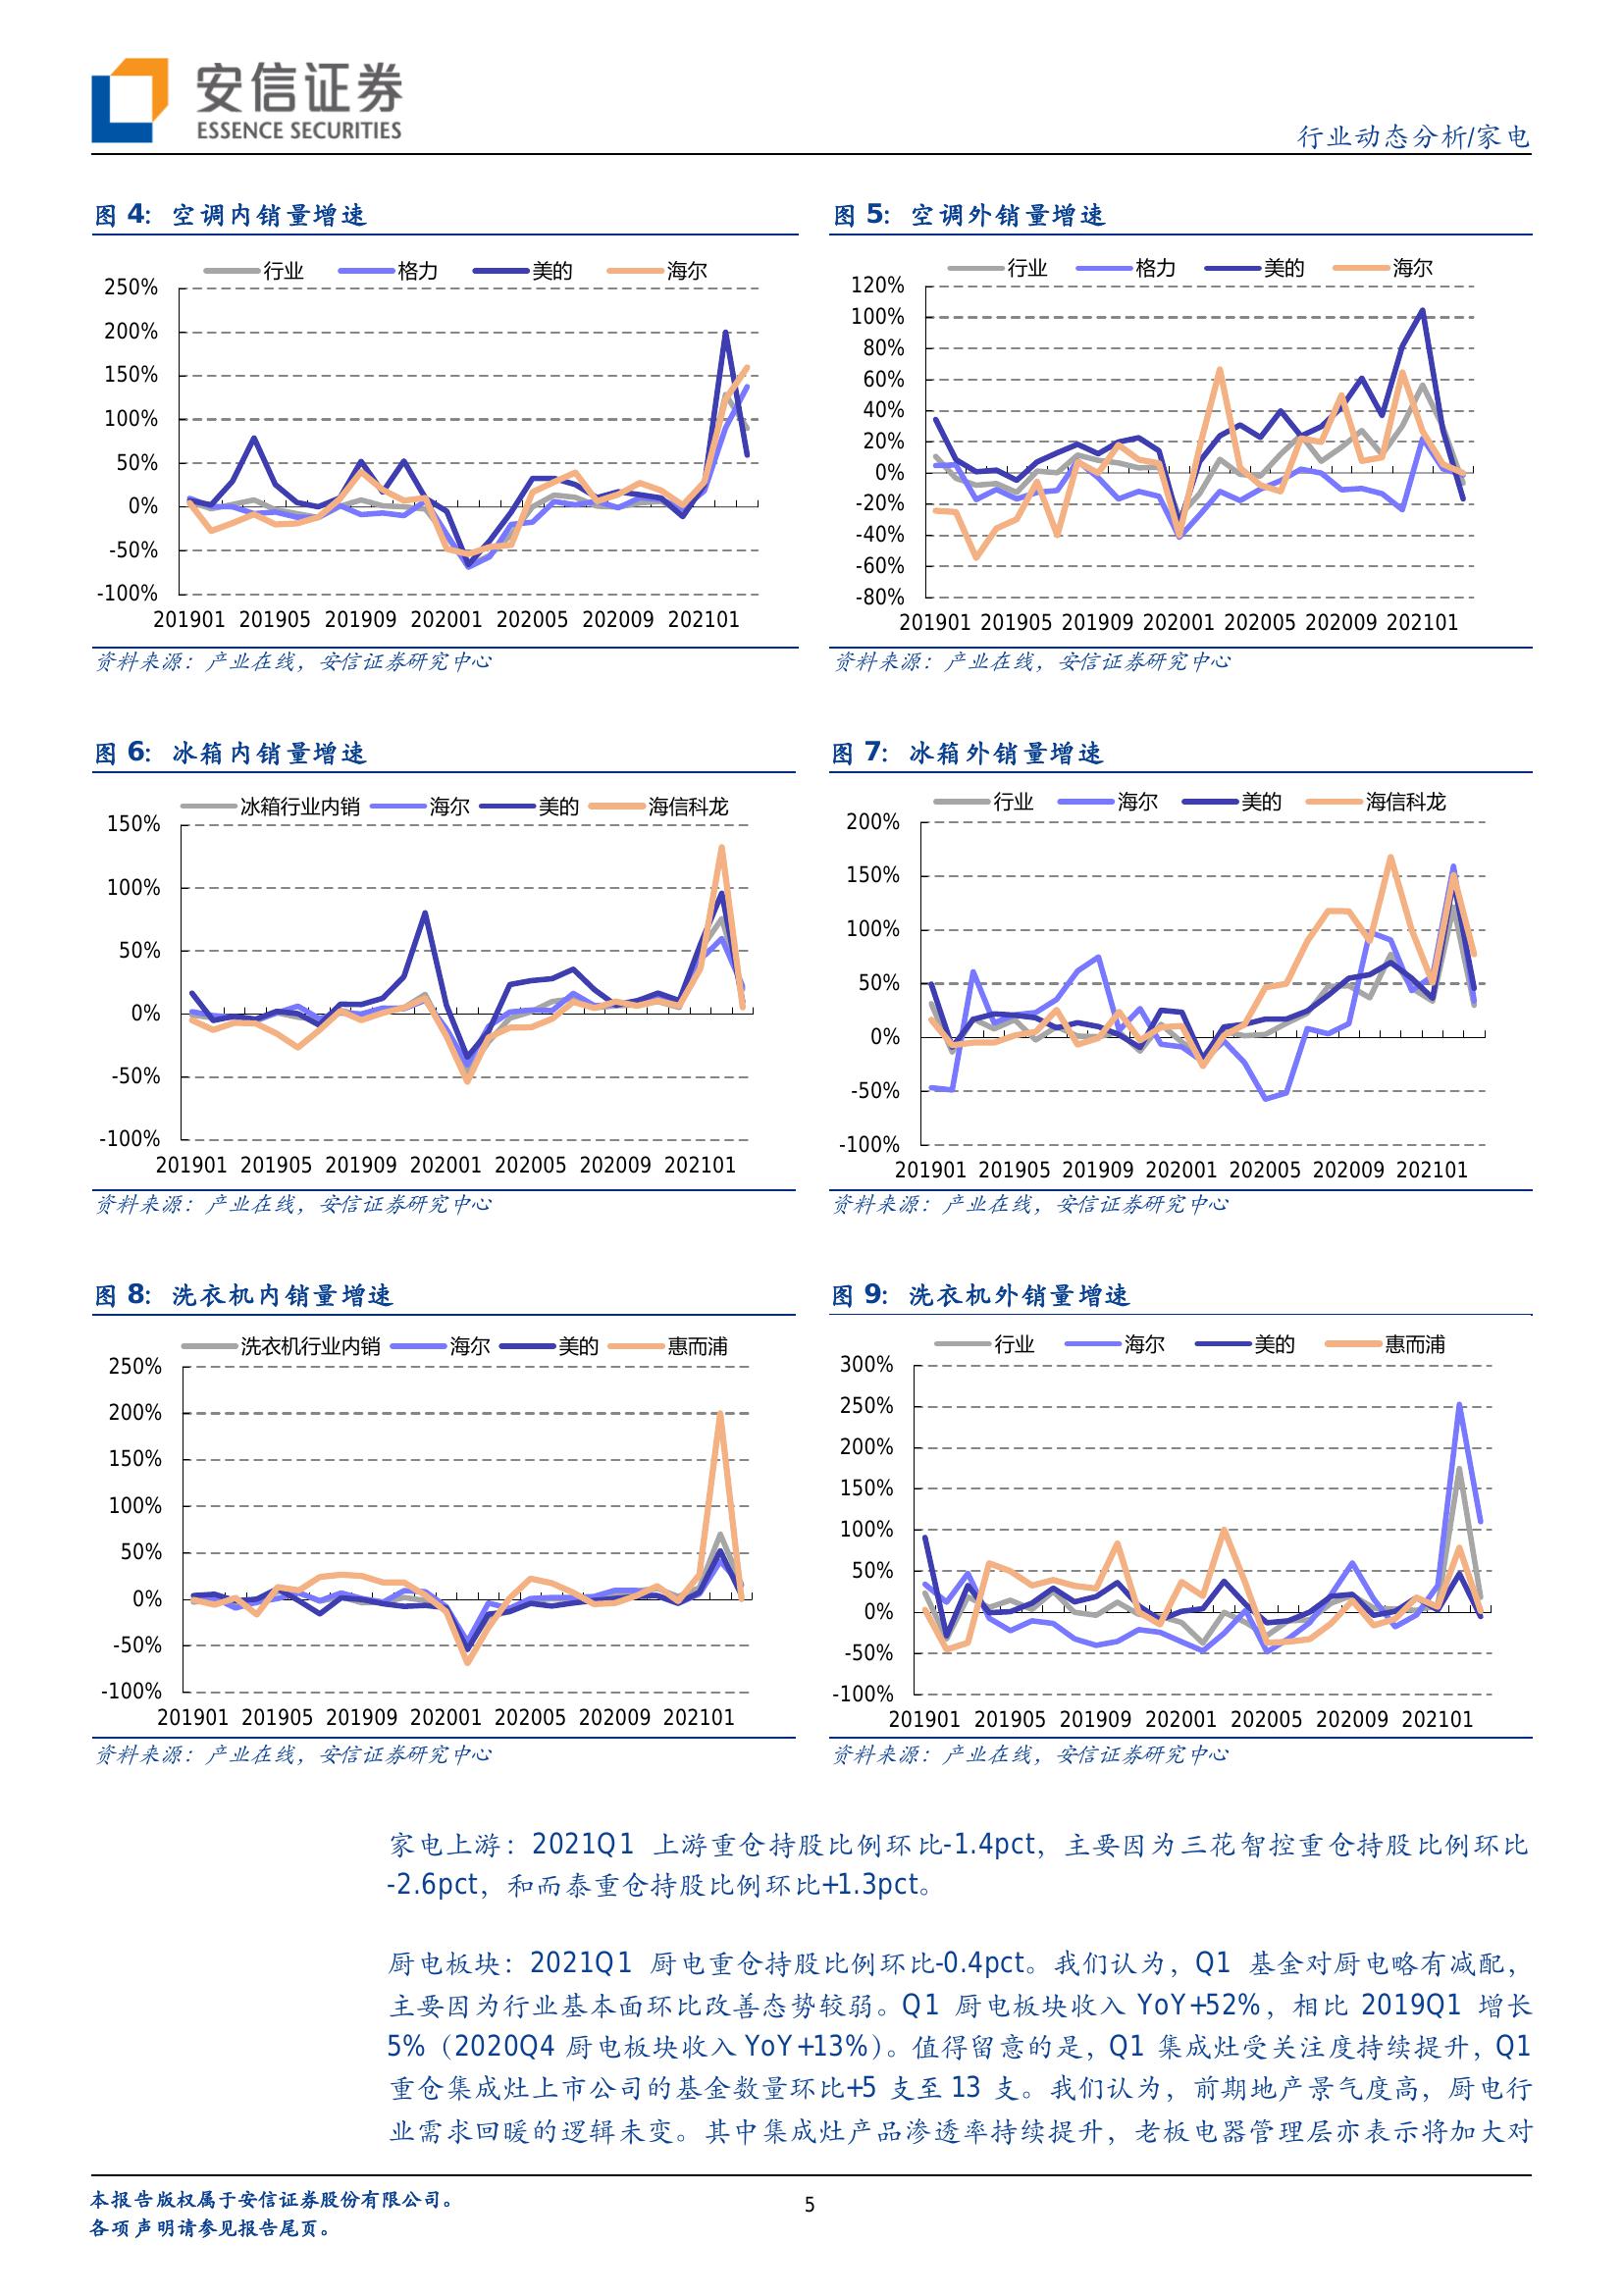 安信证券
ESSENCE SECURITIES
行业动态分析/家电
图 4：空调内销量增速
行业 格力 美的 海尔
250%
200%
150%
100%
50%
0%
-50%
-100%
201901 201905 201909 202001 202005 202009 202101
资料来源：产业在线，安信证券研究中心
图 5：空调外销量增速
行业 格力 美的 海尔
120%
100%
80%
60%
40%
20%
0%
-20%
-40%
-60%
-80%
201901 201905 201909 202001 202005 202009 202101
资料来源：产业在线，安信证券研究中心
图 6：冰箱内销量增速
冰箱行业内销 海尔 美的 海信科龙
150%
100%
50%
0%
-50%
-100%
201901 201905 201909 202001 202005 202009 202101
资料来源：产业在线，安信证券研究中心
图 7：冰箱外销量增速
行业 海尔 美的 海信科龙
200%
150%
100%
50%
0%
-50%
-100%
201901 201905 201909 202001 202005 202009 202101
资料来源：产业在线，安信证券研究中心
图 8：洗衣机内销量增速
洗衣机行业内销 海尔 美的 惠而浦
250%
200%
150%
100%
50%
0%
-50%
-100%
201901 201905 201909 202001 202005 202009 202101
资料来源：产业在线，安信证券研究中心
图 9：洗衣机外销量增速
行业 海尔 美的 惠而浦
300%
250%
200%
150%
100%
50%
0%
-50%
-100%
201901 201905 201909 202001 202005 202009 202101
资料来源：产业在线，安信证券研究中心
家电上游：2021Q1 上游重仓持股比例环比-1.4pct，主要因为三花智控重仓持股比例环比
-2.6pct，和而泰重仓持股比例环比+1.3pct。
厨电板块：2021Q1 厨电重仓持股比例环比-0.4pct。我们认为，Q1 基金对厨电略有减配，
主要因为行业基本面环比改善态势较弱。Q1 厨电板块收入 YoY+52%，相比 2019Q1 增长
5%（2020Q4 厨电板块收入 YoY+13%）。值得留意的是，Q1 集成灶受关注度持续提升，Q1
重仓集成灶上市公司的基金数量环比+5 支至 13 支。我们认为，前期地产景气度高，厨电行
业需求回暖的逻辑未变。其中集成灶产品渗透率持续提升，老板电器管理层亦表示将加大对
本报告版权属于安信证券股份有限公司。
各项声明请参见报告尾页。
5